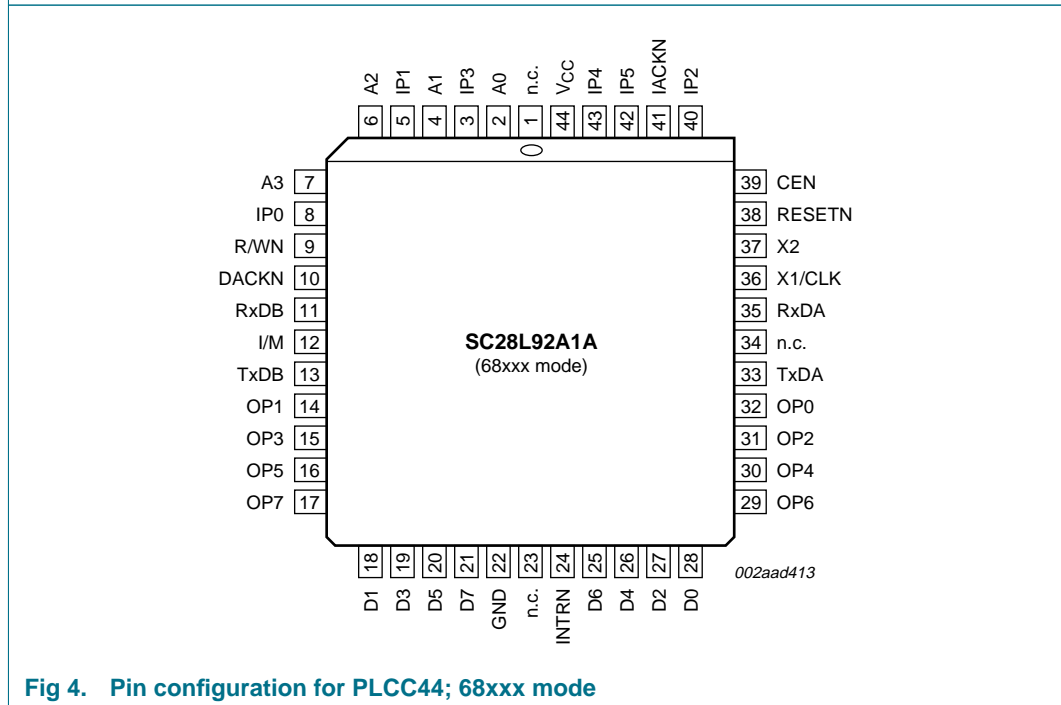 A2 IP1 A1 IP3 A0 n.c. VCC IP4 IP5 IACKN IP2
6 5 4 3 2 1 44 43 42 41 40
A3 7
IP0 8
R/WN 9
DACKN 10
RxDB 11
I/M 12
TxDB 13
OP1 14
OP3 15
OP5 16
OP7 17
SC28L92A1A
(68xxx mode)
39 CEN
38 RESETN
37 X2
36 X1/CLK
35 RxDA
34 n.c.
33 TxDA
32 OP0
31 OP2
30 OP4
29 OP6
18 19 20 21 22 23 24 25 26 27 28
D1 D3 D5 D7 GND n.c. INTRN D6 D4 D2 D0
002aad413
Fig 4. Pin configuration for PLCC44; 68xxx mode